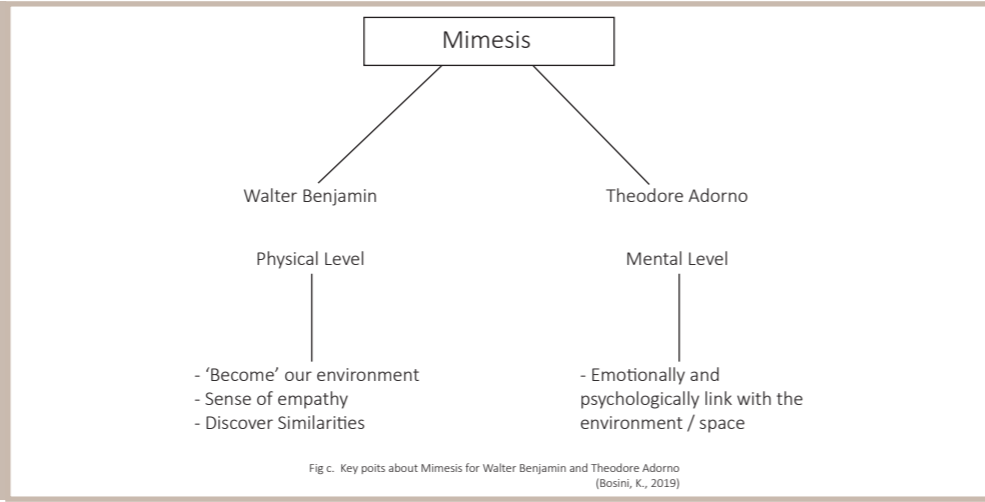 Mimesis
Walter Benjamin
Theodore Adorno
Physical Level
Mental Level
- ‘Become’ our environment
- Sense of empathy
- Discover Similarities
- Emotionally and
psychologically link with the
environment / space
Fig c.  Key poits about Mimesis for Walter Benjamin and Theodore Adorno
(Bosini, K., 2019)